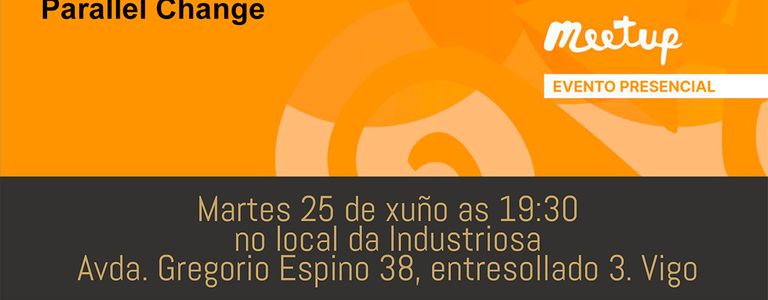 Parallel Change
meetup
EVENTO PRESENCIAL
Martes 25 de xuño as 19:30
no local da Industriosa
Avda. Gregorio Espino 38, entresollado 3. Vigo